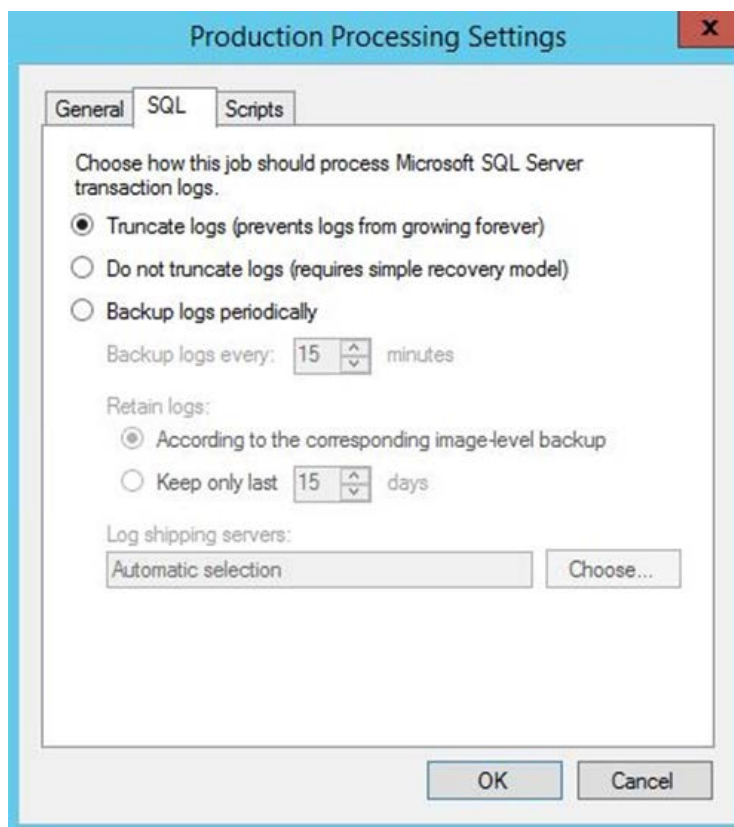 Production Processing Settings
x
General SQL Scripts
Choose how this job should process Microsoft SQL Server
transaction logs.
Truncate logs (prevents logs from growing forever)
Do not truncate logs (requires simple recovery model)
Backup logs periodically
Backup logs every: 15 minutes
Retain logs:
According to the corresponding image-level backup
Keep only last 15 days
Log shipping servers:
Automatic selection Choose...
OK Cancel